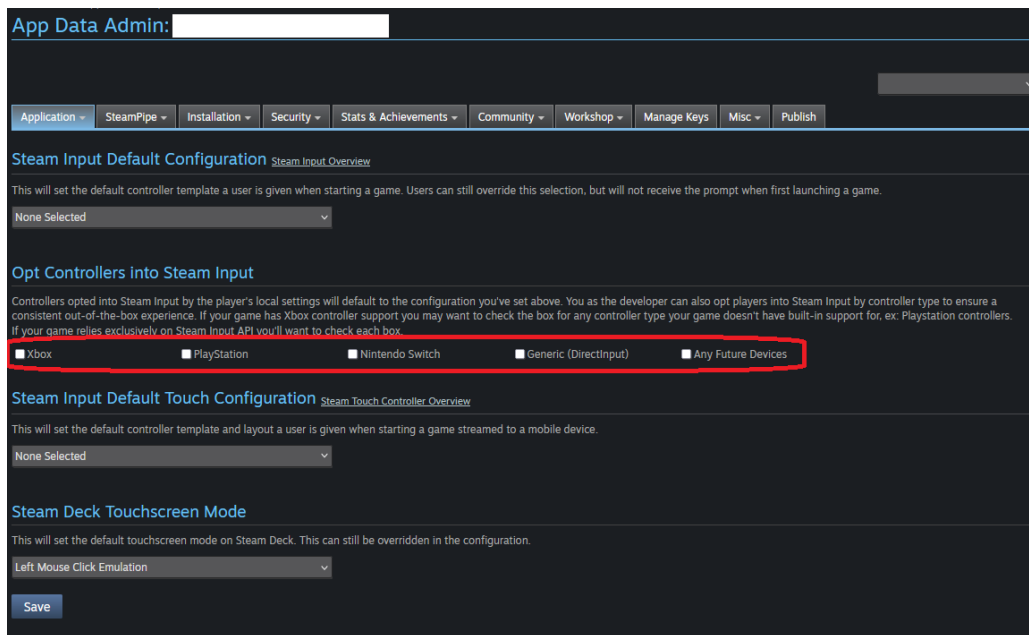 App Data Admin:
Application
SteamPipe
Installation
Security
Stats & Achievements
Community
Workshop
Manage Keys
Misc
Publish
Steam Input Default Configuration Steam Input Overview
This will set the default controller template a user is given when starting a game. Users can still override this selection, but will not receive the prompt when first launching a game.
None Selected
Opt Controllers into Steam Input
Controllers opted into Steam Input by the player's local settings will default to the configuration you've set above. You as the developer can also opt players into Steam Input by controller type to ensure a
consistent out-of-the-box experience. If your game has Xbox controller support you may want to check the box for any controller type your game doesn't have built-in support for, ex: Playstation controllers.
If your game relies exclusively on Steam Input API you'll want to check each box.
Xbox
PlayStation
Nintendo Switch
Generic (DirectInput)
Any Future Devices
Steam Input Default Touch Configuration Steam Touch Controller Overview
This will set the default controller template and layout a user is given when starting a game streamed to a mobile device.
None Selected
Steam Deck Touchscreen Mode
This will set the default touchscreen mode on Steam Deck. This can still be overridden in the configuration.
Left Mouse Click Emulation
Save